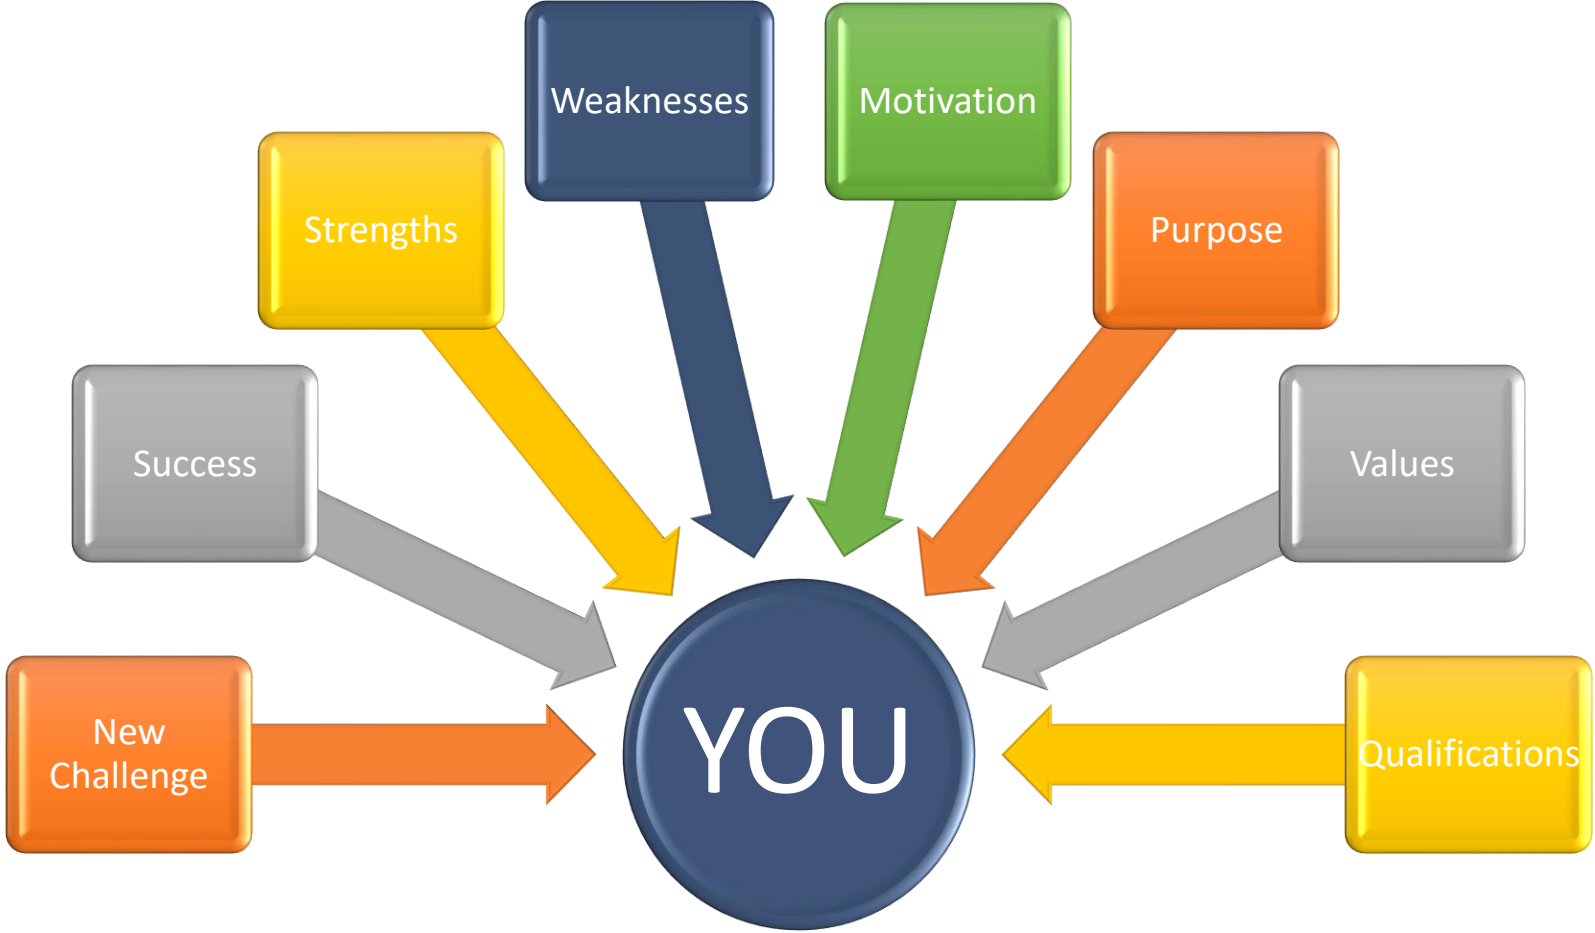 Weaknesses
Motivation
Strengths
Purpose
Success
Values
New
Challenge
YOU
Qualifications